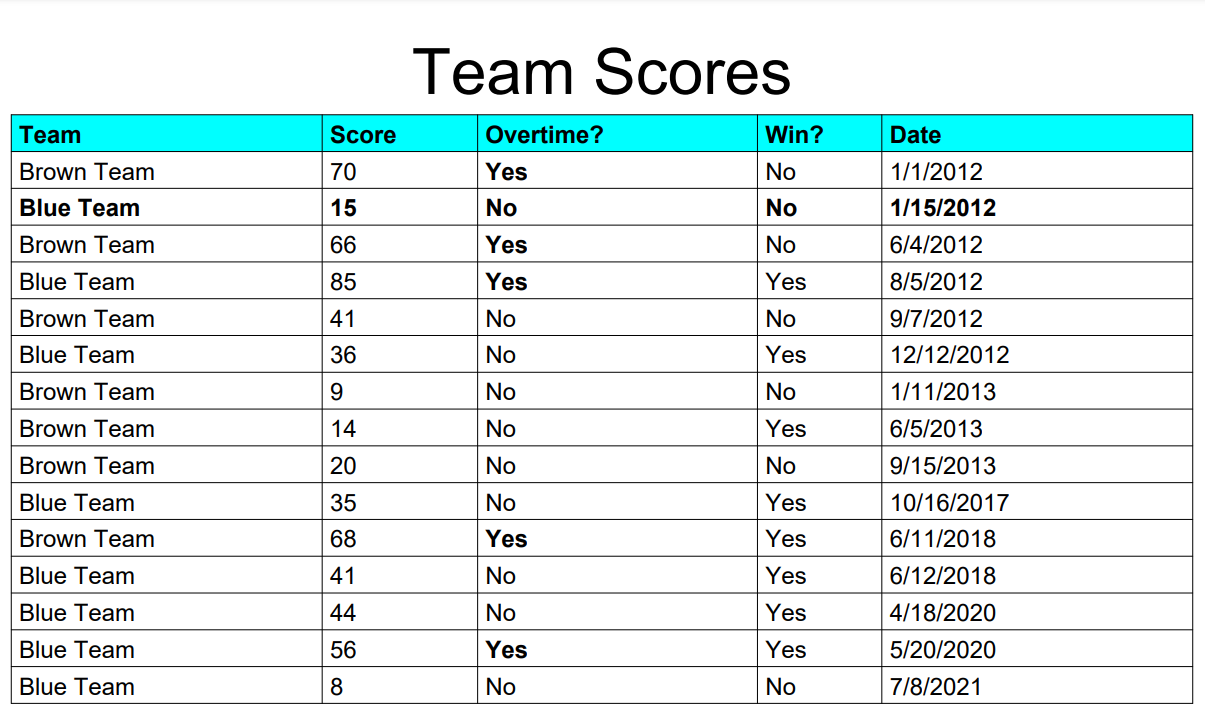 Team Scores
Team Score Overtime? Win? Date
Brown Team 70 Yes No 1/1/2012
Blue Team 15 No No 1/15/2012
Brown Team 66 Yes No 6/4/2012
Blue Team 85 Yes Yes 8/5/2012
Brown Team 41 No No 9/7/2012
Blue Team 36 No Yes 12/12/2012
Brown Team 9 No No 1/11/2013
Brown Team 14 No Yes 6/5/2013
Brown Team 20 No No 9/15/2013
Blue Team 35 No Yes 10/16/2017
Brown Team 68 Yes Yes 6/11/2018
Blue Team 41 No Yes 6/12/2018
Blue Team 44 No Yes 4/18/2020
Blue Team 56 Yes Yes 5/20/2020
Blue Team 8 No No 7/8/2021